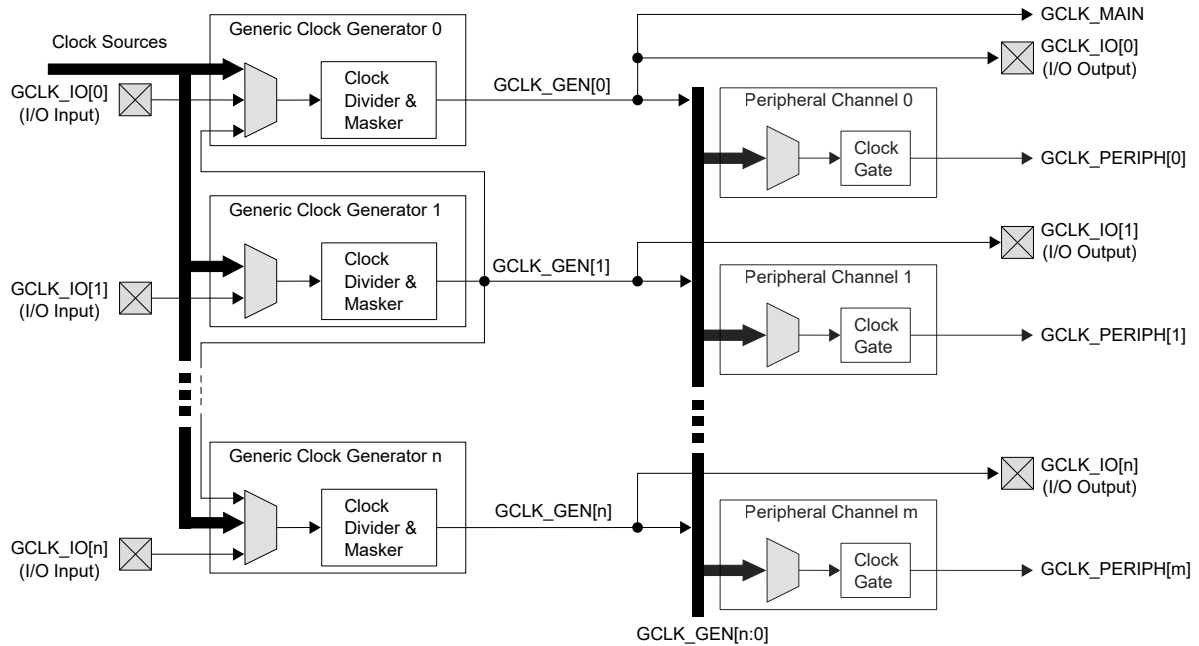 GCLK_MAIN
Generic Clock Generator 0
Clock Sources
GCLK_IO[0]
(I/O Output)
Clock
Divider &
Masker
GCLK_IO[0]
(I/O Input)
GCLK_GEN[0]
Peripheral Channel 0
Clock
Gate
GCLK_PERIPH[0]
Generic Clock Generator 1
GCLK_IO[1]
(I/O Output)
Clock
Divider &
Masker
GCLK_GEN[1]
GCLK_IO[1]
(I/O Input)
Peripheral Channel 1
Clock
Gate
GCLK_PERIPH[1]
Generic Clock Generator n
GCLK_IO[n]
(I/O Output)
Clock
Divider &
Masker
GCLK_GEN[n]
GCLK_IO[n]
(I/O Input)
Peripheral Channel m
Clock
Gate
GCLK_PERIPH[m]
GCLK_GEN[n:0]